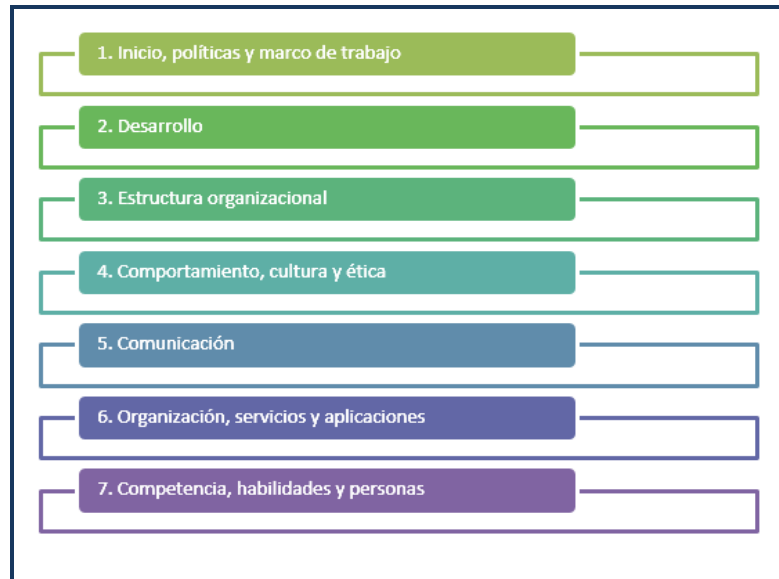 1. Inicio, políticas y marco de trabajo
2. Desarrollo
3. Estructura organizacional
4. Comportamiento, cultura y ética
5. Comunicación
6. Organización, servicios y aplicaciones
7. Competencia, habilidades y personas